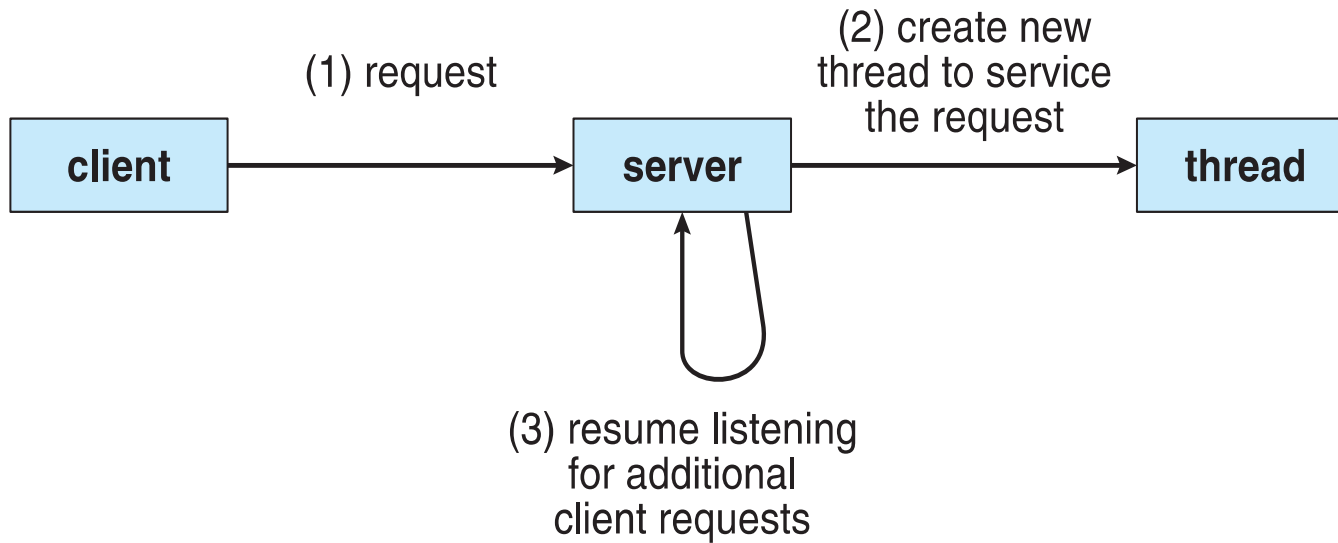 (1) request
(2) create new
thread to service
the request
client
server
thread
(3) resume listening
for additional
client requests